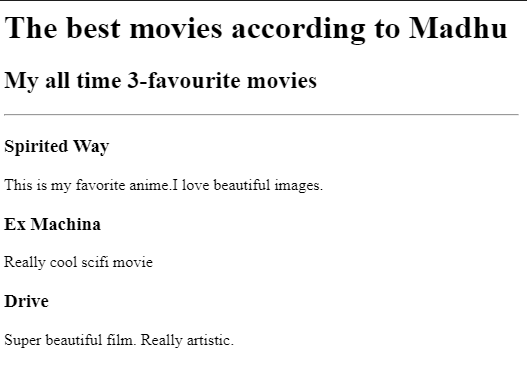 The best movies according to Madhu
My all time 3-favourite movies
Spirited Way
This is my favorite anime.I love beautiful images.
Ex Machina
Really cool scifi movie
Drive
Super beautiful film. Really artistic.